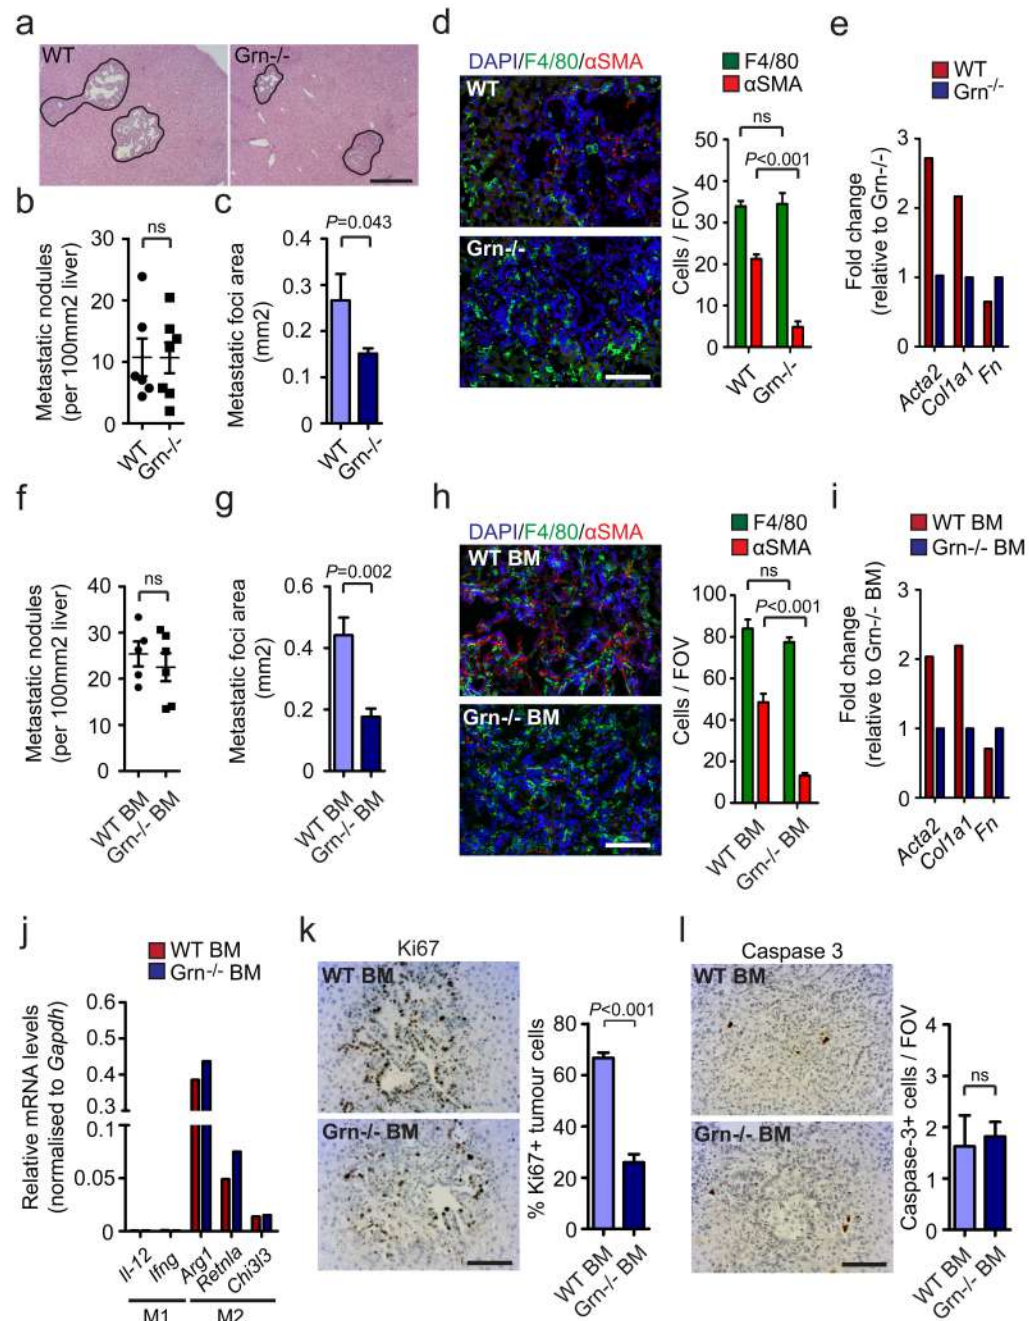 a
WT
Grn-/-
b
Metastatic nodules
(per 100mm2 liver)
30
20
10
0
ns
WT
Grn-/-
c
Metastatic foci area
(mm2)
0.4
0.3
0.2
0.1
0
P=0.043
WT
Grn-/-
d
DAPI/F4/80/αSMA
WT
Grn-/-
F4/80
αSMA
Cells / FOV
50
40
30
20
10
0
ns
P<0.001
WT
Grn-/-
e
WT
Grn-/-
Fold change
(relative to Grn-/-)
3
2
1
0
Acta2
Col1a1
Fn
f
Metastatic nodules
(per 100mm2 liver)
40
30
25
20
10
0
ns
WT BM
Grn-/- BM
g
Metastatic foci area
(mm2)
0.6
0.4
0.2
0
P=0.002
WT BM
Grn-/- BM
h
DAPI/F4/80/αSMA
WT BM
Grn-/- BM
F4/80
αSMA
Cells / FOV
100
80
60
40
20
0
ns
P<0.001
WT BM
Grn-/- BM
i
WT BM
Grn-/- BM
Fold change
(relative to Grn-/- BM)
3
2
1
0
Acta2
Col1a1
Fn
j
WT BM
Grn-/- BM
Relative mRNA levels
(normalised to Gapdh)
0.6
0.5
0.4
0.3
0.1
0.05
0
Il-12
Ifng
Arg1
Retnla
Chi3l3
M1
M2
k
Ki67
WT BM
Grn-/- BM
% Ki67+ tumour cells
80
60
40
20
0
P<0.001
WT BM
Grn-/- BM
l
Caspase 3
WT BM
Grn-/- BM
Caspase-3+ cells / FOV
4
3
2
1
0
ns
WT BM
Grn-/- BM